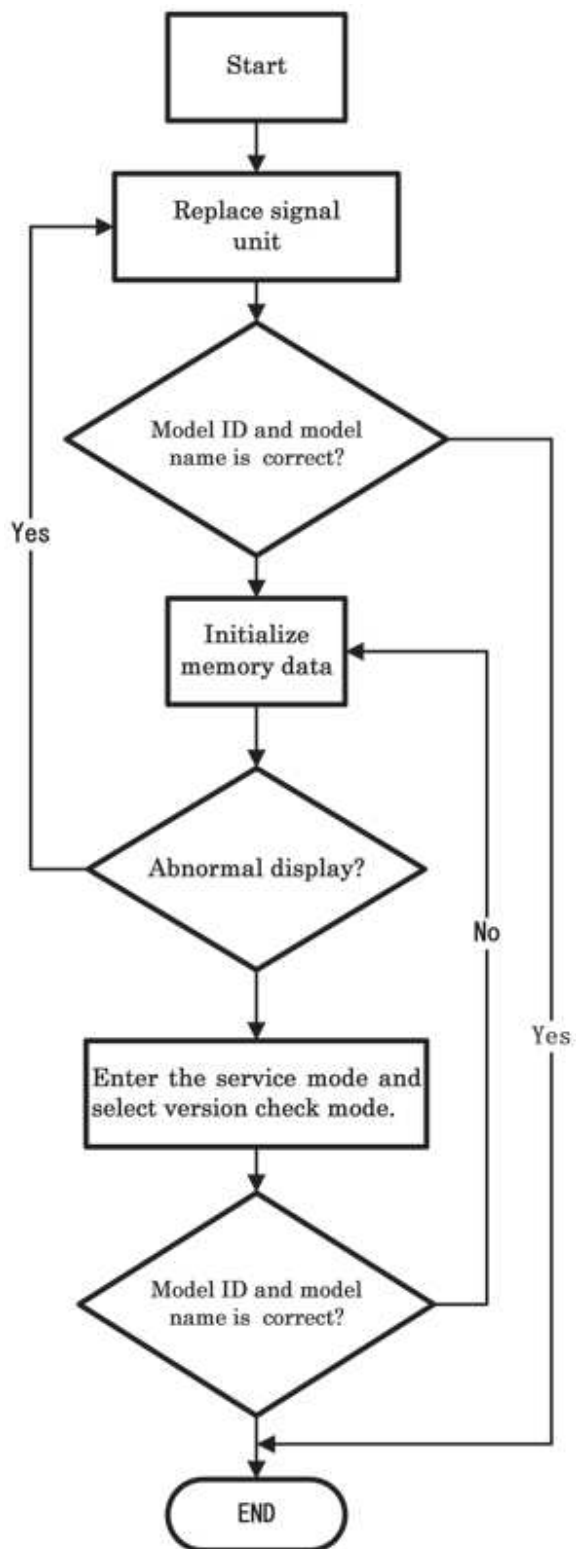 Start
Replace signal
unit
Model ID and model
name is correct?
Yes
Initialize
memory data
Abnormal display?
No
Yes
Enter the service mode and
select version check mode.
Model ID and model
name is correct?
END